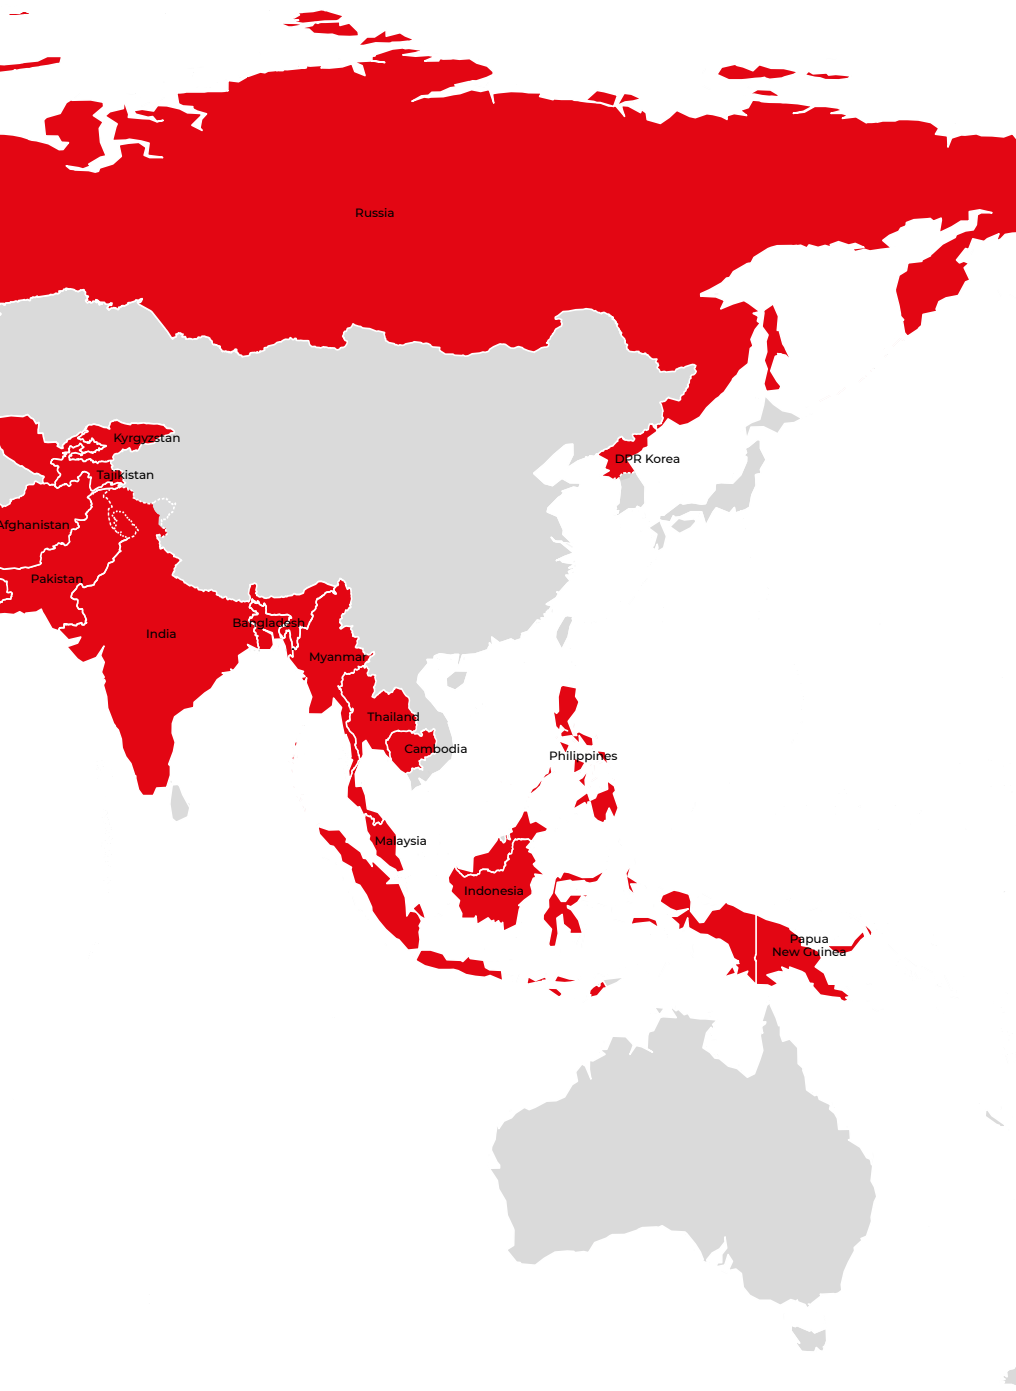 Russia
Kyrgyzstan
DPR Korea
Tajikistan
Afghanistan
Pakistan
Bangladesh
India
Myanmar
Thailand
Cambodia
Philippines
Malaysia
Indonesia
Papua
New Guinea